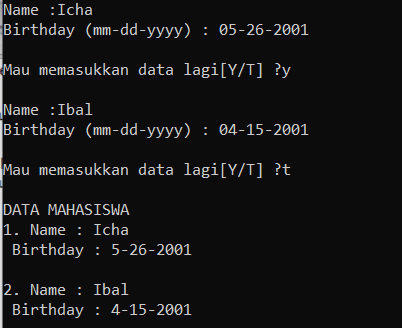 Name :Icha
Birthday (mm-dd-yyyy) : 05-26-2001
Mau memasukkan data lagi[Y/T] ?y
Name :Ibal
Birthday (mm-dd-yyyy) : 04-15-2001
Mau memasukkan data lagi[Y/T] ?t
DATA MAHASISWA
1. Name : Icha
Birthday : 5-26-2001
2. Name : Ibal
Birthday : 4-15-2001